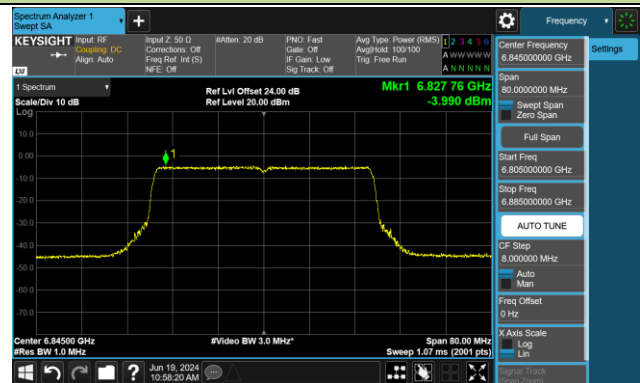 Spectrum Analyzer 1
Swept SA
Frequency
KEYSIGHT
Input: RF
Coupling: DC
Align: Auto
Input Z: 50 Ω
Corrections: Off
Freq Ref: Int (S)
NFE: Off
#Atten: 20 dB
PNO: Fast
Gate: Off
IF Gain: Low
Sig Track: Off
Avg Type: Power (RMS)
Avg|Hold: 100/100
Trig: Free Run
1 2 3 4 5 6
A W W W W W
A N N N N N
LXI
1 Spectrum
Scale/Div 10 dB
Log
Ref Lvl Offset 24.00 dB
Ref Level 20.00 dBm
Mkr1 6.827 76 GHz
-3.990 dBm
1
10.0
0.00
-10.0
-20.0
-30.0
-40.0
-50.0
-60.0
-70.0
Center 6.84500 GHz
#Res BW 1.0 MHz
#Video BW 3.0 MHz*
Span 80.00 MHz
Sweep 1.07 ms (2001 pts)
Jun 19, 2024
10:58:20 AM
Center Frequency
6.845000000 GHz
Settings
Span
80.0000000 MHz
Swept Span
Zero Span
Full Span
Start Freq
6.805000000 GHz
Stop Freq
6.885000000 GHz
AUTO TUNE
CF Step
8.000000 MHz
Auto
Man
Freq Offset
0 Hz
X Axis Scale
Log
Lin
Signal Track